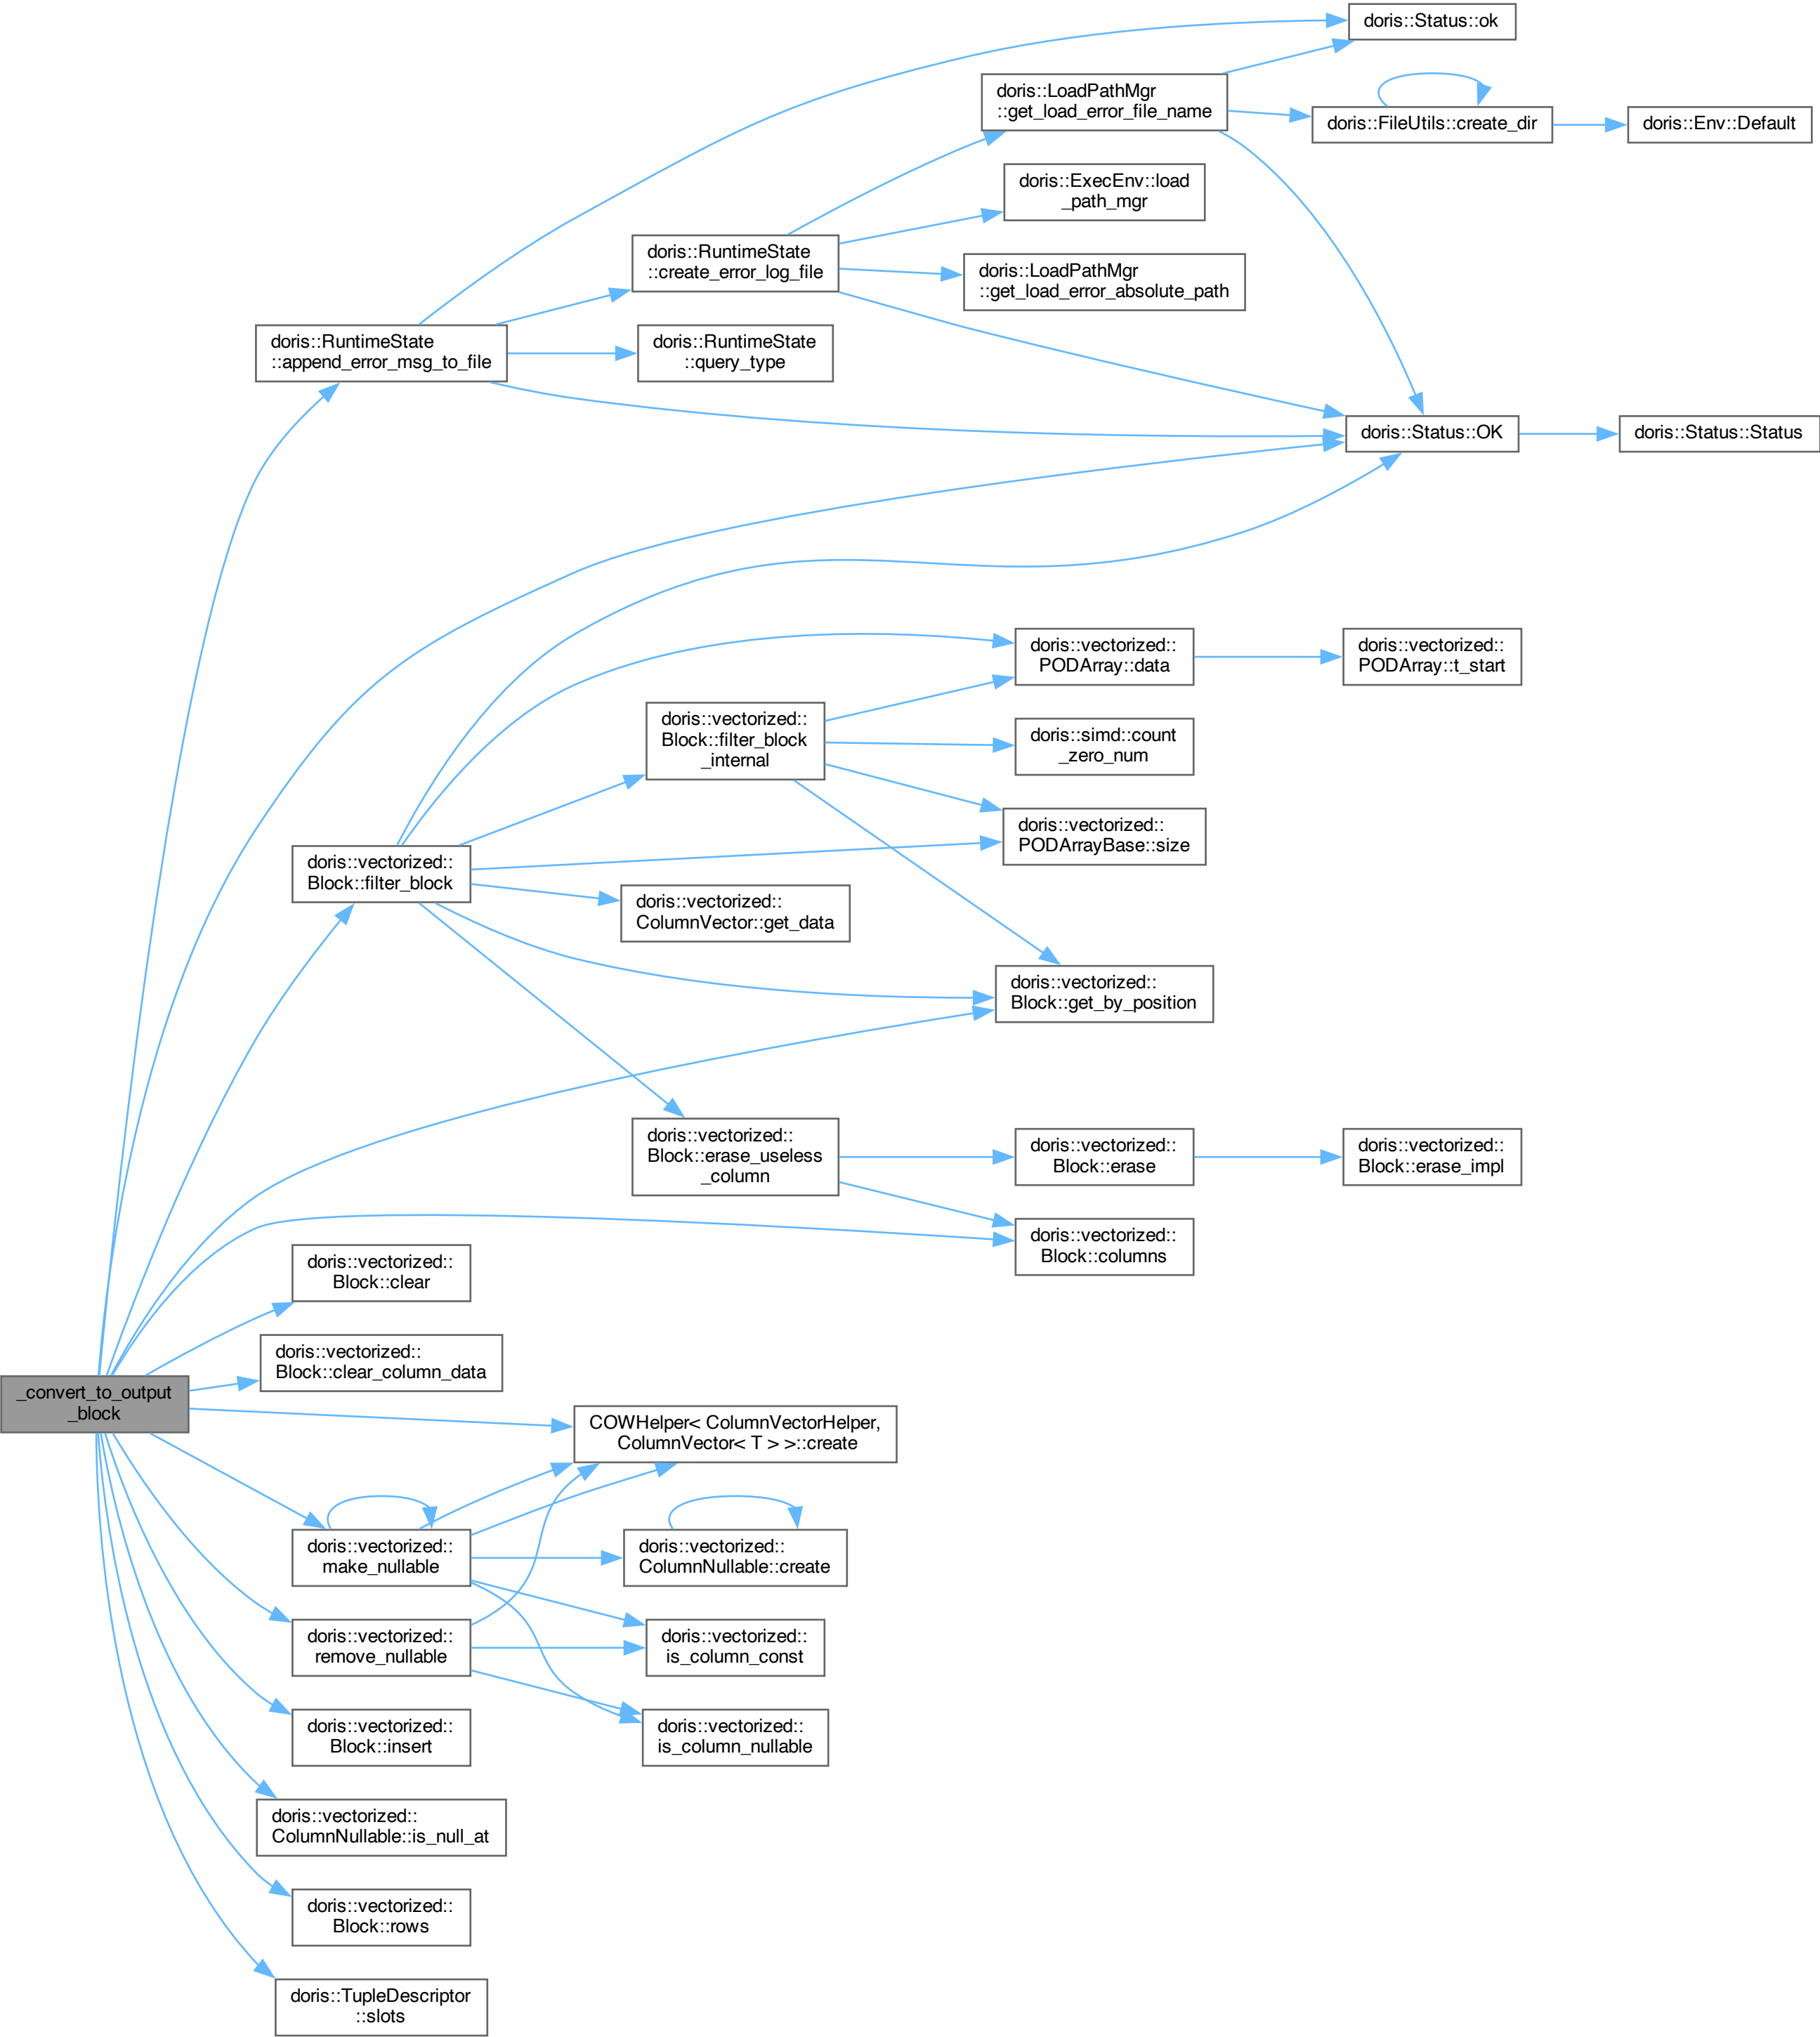 doris::Status::ok
doris::LoadPathMgr
::get_load_error_file_name
doris::FileUtils::create_dir
doris::Env::Default
doris::ExecEnv::load
_path_mgr
doris::RuntimeState
::create_error_log_file
doris::LoadPathMgr
::get_load_error_absolute_path
doris::RuntimeState
::append_error_msg_to_file
doris::RuntimeState
::query_type
doris::Status::OK
doris::Status::Status
doris::vectorized::
PODArray::data
doris::vectorized::
PODArray::t_start
doris::vectorized::
Block::filter_block
_internal
doris::simd::count
_zero_num
doris::vectorized::
PODArrayBase::size
doris::vectorized::
Block::filter_block
doris::vectorized::
ColumnVector::get_data
doris::vectorized::
Block::get_by_position
doris::vectorized::
Block::erase_useless
_column
doris::vectorized::
Block::erase
doris::vectorized::
Block::erase_impl
doris::vectorized::
Block::columns
doris::vectorized::
Block::clear
doris::vectorized::
Block::clear_column_data
_convert_to_output
_block
COWHelper< ColumnVectorHelper,
ColumnVector< T > >::create
doris::vectorized::
make_nullable
doris::vectorized::
ColumnNullable::create
doris::vectorized::
remove_nullable
doris::vectorized::
is_column_const
doris::vectorized::
Block::insert
doris::vectorized::
is_column_nullable
doris::vectorized::
ColumnNullable::is_null_at
doris::vectorized::
Block::rows
doris::TupleDescriptor
::slots